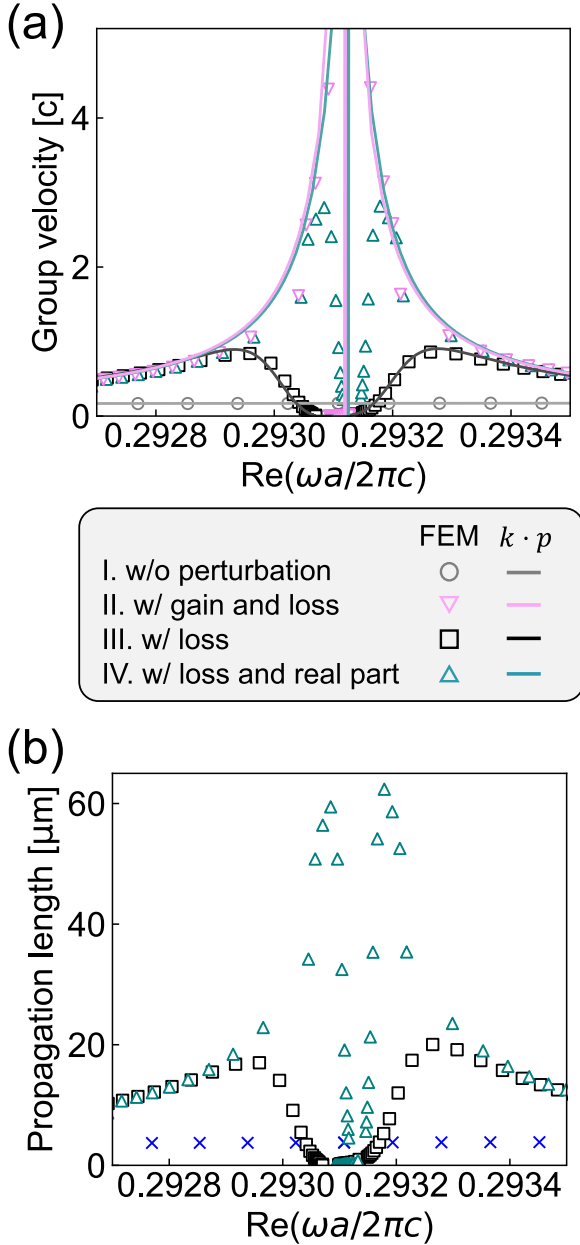 (a)
Group velocity [c]
4
2
0
0.2928 0.2930 0.2932 0.2934
Re(ωa/2πc)
FEM k · p
I. w/o perturbation
II. w/ gain and loss
III. w/ loss
IV. w/ loss and real part
(b)
Propagation length [μm]
60
40
20
0
0.2928 0.2930 0.2932 0.2934
Re(ωa/2πc)